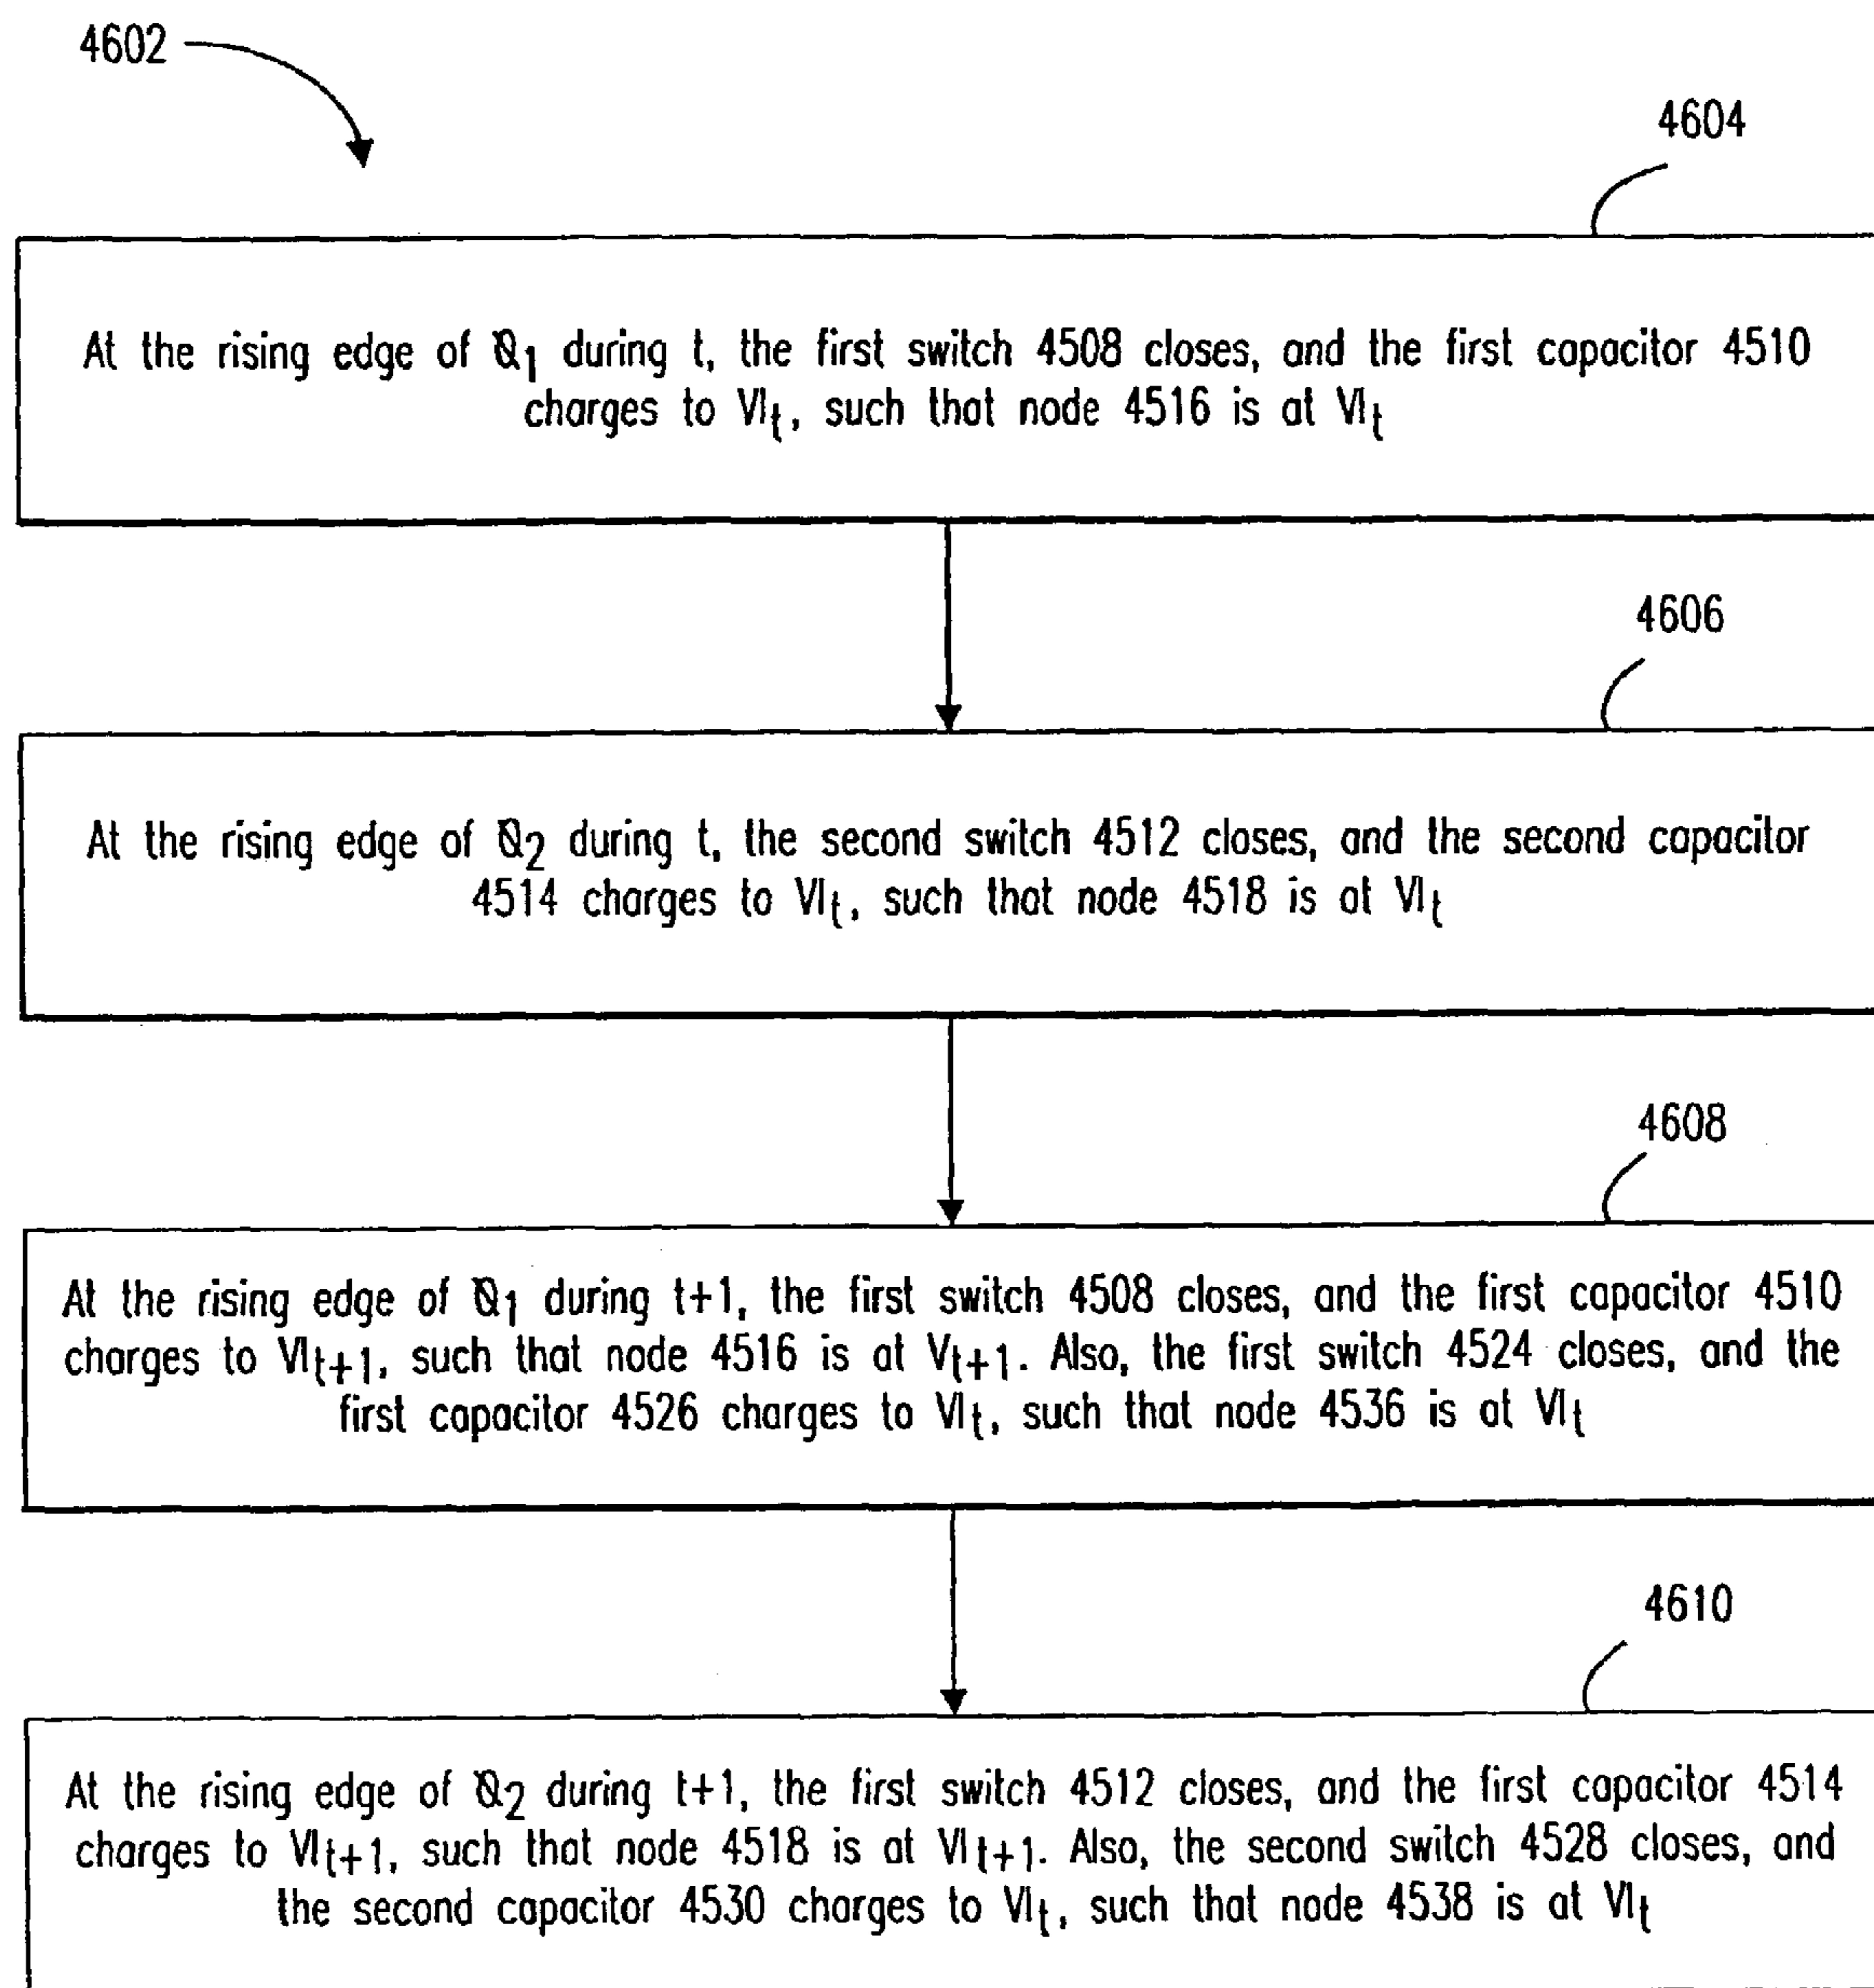 4602
4604
At the rising edge of Ø₁ during t, the first switch 4508 closes, and the first capacitor 4510
charges to VIₜ, such that node 4516 is at VIₜ
4606
At the rising edge of Ø₂ during t, the second switch 4512 closes, and the second capacitor
4514 charges to VIₜ, such that node 4518 is at VIₜ
4608
At the rising edge of Ø₁ during t+1, the first switch 4508 closes, and the first capacitor 4510
charges to VIₜ₊₁, such that node 4516 is at Vₜ₊₁. Also, the first switch 4524 closes, and the
first capacitor 4526 charges to VIₜ, such that node 4536 is at VIₜ
4610
At the rising edge of Ø₂ during t+1, the first switch 4512 closes, and the first capacitor 4514
charges to VIₜ₊₁, such that node 4518 is at VIₜ₊₁. Also, the second switch 4528 closes, and
the second capacitor 4530 charges to VIₜ, such that node 4538 is at VIₜ